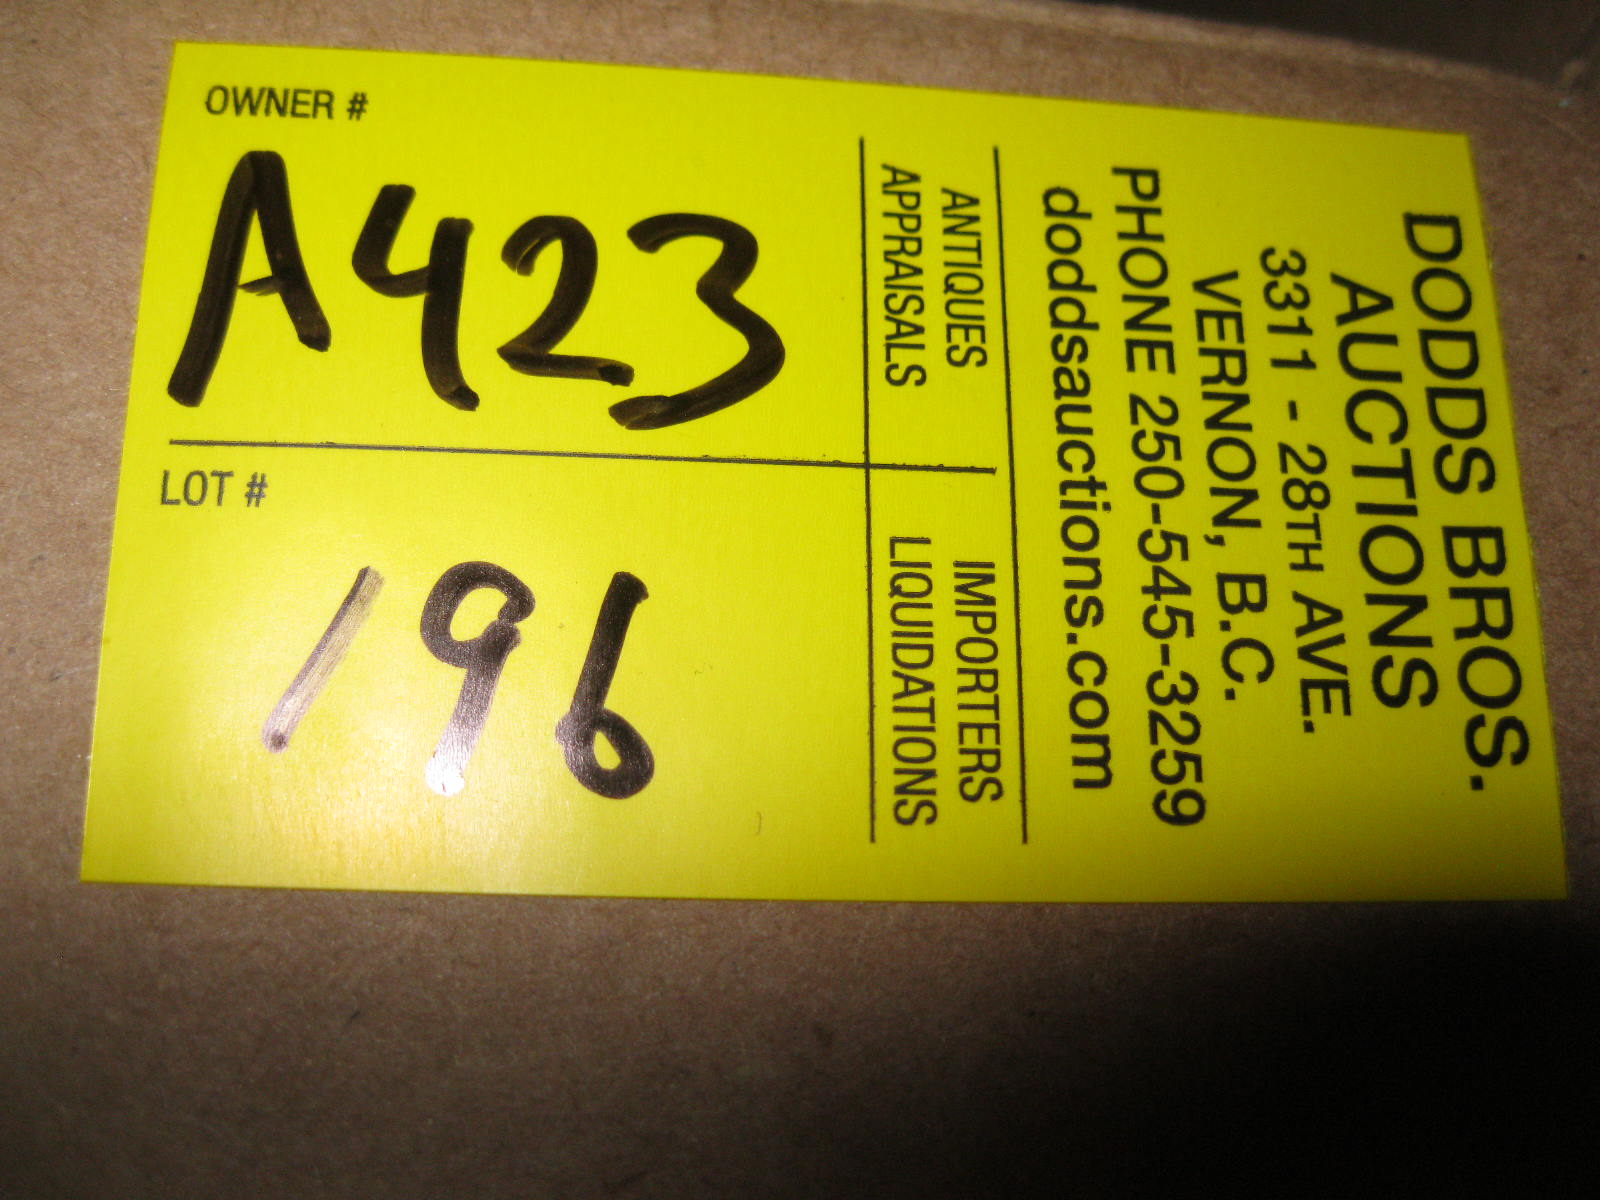 OWNER #
A423
LOT #
196
DODDS BROS.
AUCTIONS
3311 - 28TH AVE.
VERNON, B.C.
PHONE 250-545-3259
doddsauctions.com
ANTIQUES
APPRAISALS
IMPORTERS
LIQUIDATIONS